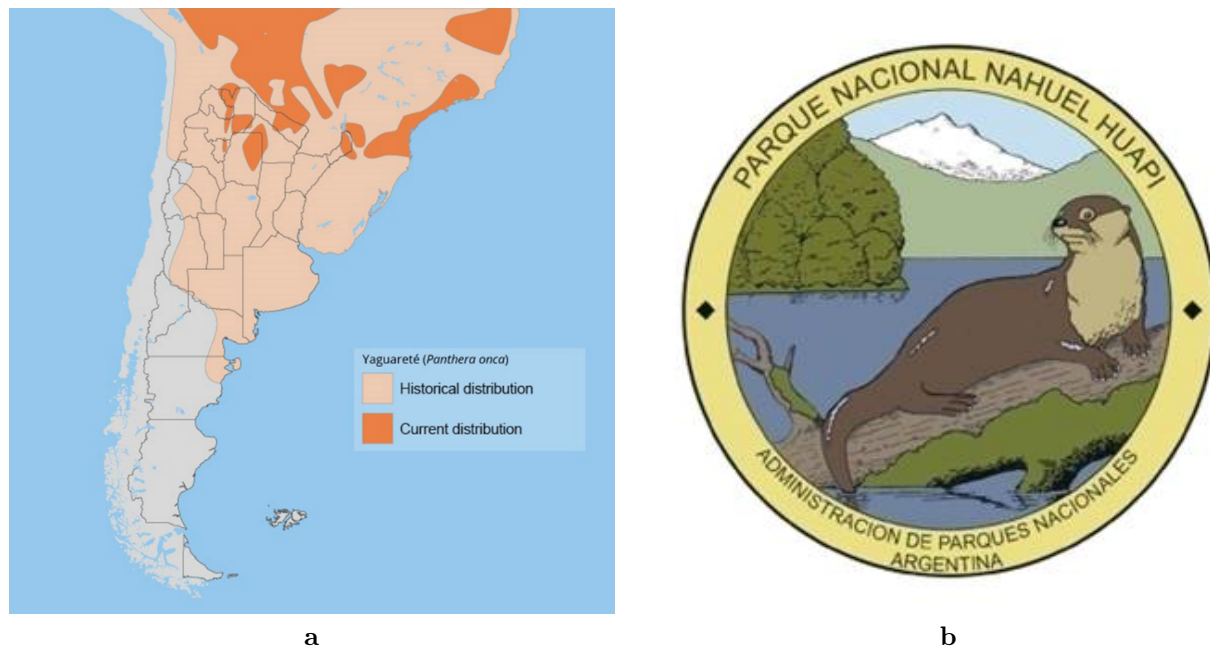 Yaguareté (Panthera onca)
Historical distribution
Current distribution
a
PARQUE NACIONAL NAHUEL HUAPI
ADMINISTRACION DE PARQUES NACIONALES
ARGENTINA
b